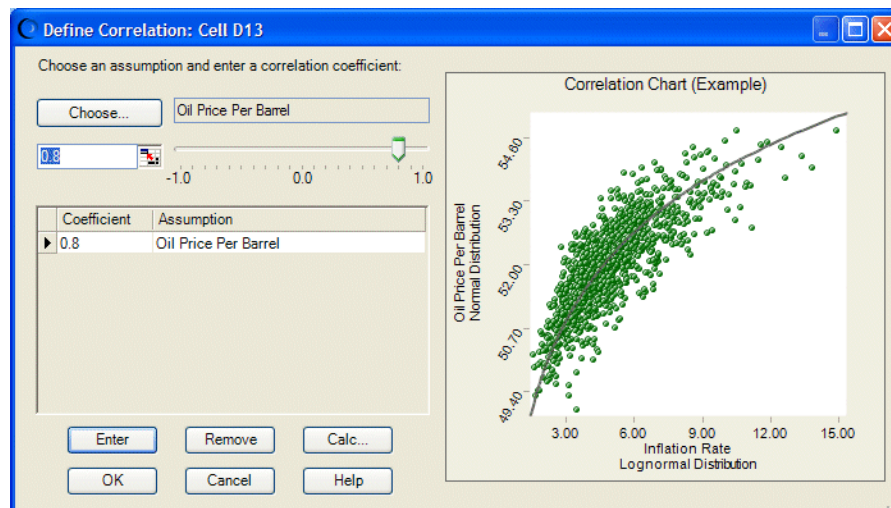 Define Correlation: Cell D13
Choose an assumption and enter a correlation coefficient:
Choose...
Oil Price Per Barrel
0.8
-1.0 0.0 1.0
Coefficient Assumption
0.8 Oil Price Per Barrel
Enter Remove Calc...
OK Cancel Help
Correlation Chart (Example)
Oil Price Per Barrel
Normal Distribution
54.60
53.30
52.00
50.70
49.40
3.00 6.00 9.00 12.00 15.00
Inflation Rate
Lognormal Distribution